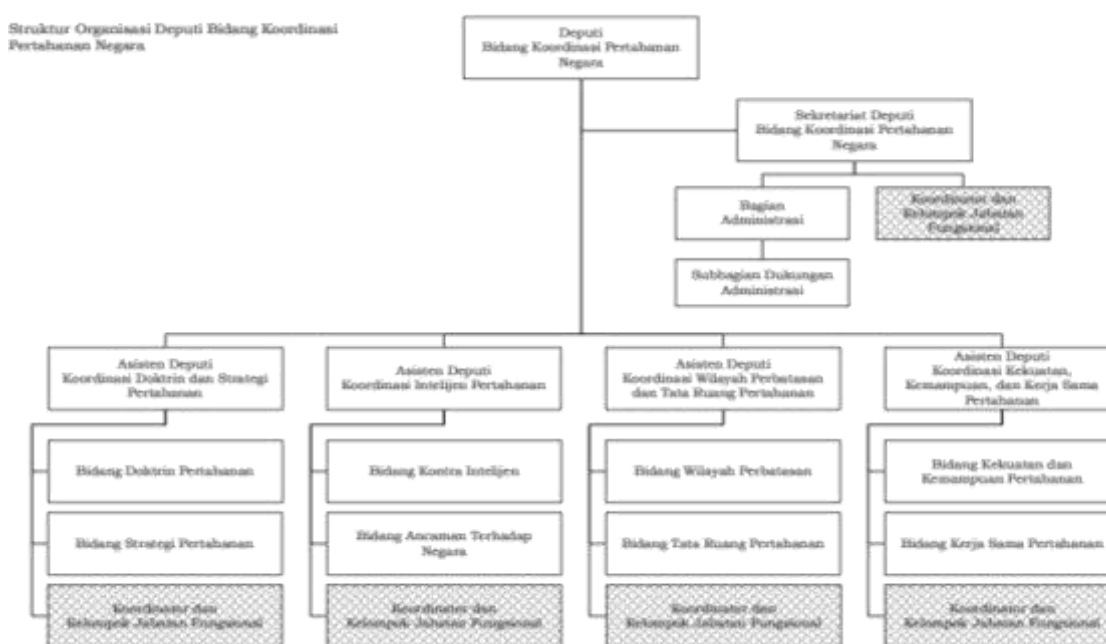 Struktur Organisasi Deputi Bidang Koordinasi
Pertahanan Negara
Deputi
Bidang Koordinasi Pertahanan
Negara
Sekretariat Deputi
Bidang Koordinasi Pertahanan
Negara
Bagian
Administrasi
Koordinator dan
Kelompok Jabatan
Fungsional
Subbagian Dukungan
Administrasi
Asisten Deputi
Koordinasi Doktrin dan Strategi
Pertahanan
Asisten Deputi
Koordinasi Intelijen Pertahanan
Asisten Deputi
Koordinasi Wilayah Perbatasan
dan Tata Ruang Pertahanan
Asisten Deputi
Koordinasi Kekuatan,
Kemampuan, dan Kerja Sama
Pertahanan
Bidang Doktrin Pertahanan
Bidang Kontra Intelijen
Bidang Wilayah Perbatasan
Bidang Kekuatan dan
Kemampuan Pertahanan
Bidang Strategi Pertahanan
Bidang Ancaman Terhadap
Negara
Bidang Tata Ruang Pertahanan
Bidang Kerja Sama Pertahanan
Koordinator dan
Kelompok Jabatan Fungsional
Koordinator dan
Kelompok Jabatan Fungsional
Koordinator dan
Kelompok Jabatan Fungsional
Koordinator dan
Kelompok Jabatan Fungsional